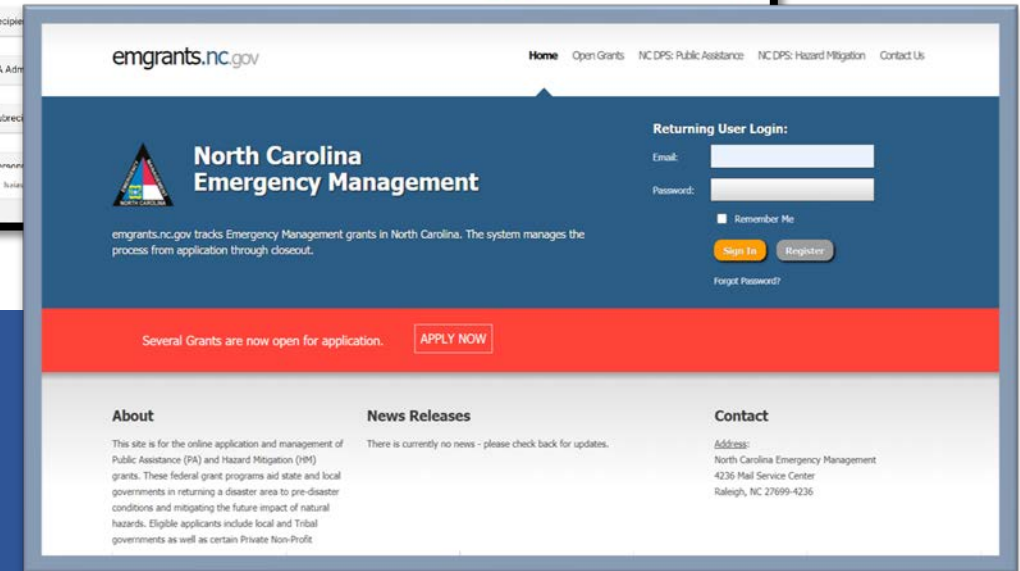 emgrants.nc.gov
Home Open Grants NC DPS: Public Assistance NC DPS: Hazard Mitigation Contact Us
North Carolina
Emergency Management
emgrants.nc.gov tracks Emergency Management grants in North Carolina. The system manages the
process from application through closeout.
Returning User Login:
Email:
Password:
Remember Me
Sign In Register
Forgot Password?
Several Grants are now open for application. APPLY NOW
About
This site is for the online application and management of
Public Assistance (PA) and Hazard Mitigation (HM)
grants. These federal grant programs aid state and local
governments in returning a disaster area to pre-disaster
conditions and mitigating the future impact of natural
hazards. Eligible applicants include local and Tribal
governments as well as certain Private Non-Profit
News Releases
There is currently no news - please check back for updates.
Contact
Address:
North Carolina Emergency Management
4236 Mail Service Center
Raleigh, NC 27699-4236